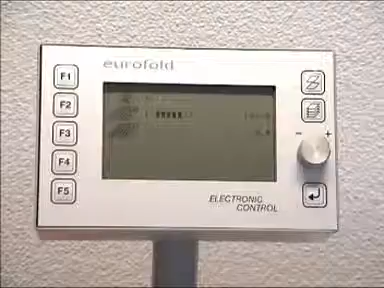 eurofold
F1
F2
F3
F4
F5
- +
ELECTRONIC
CONTROL